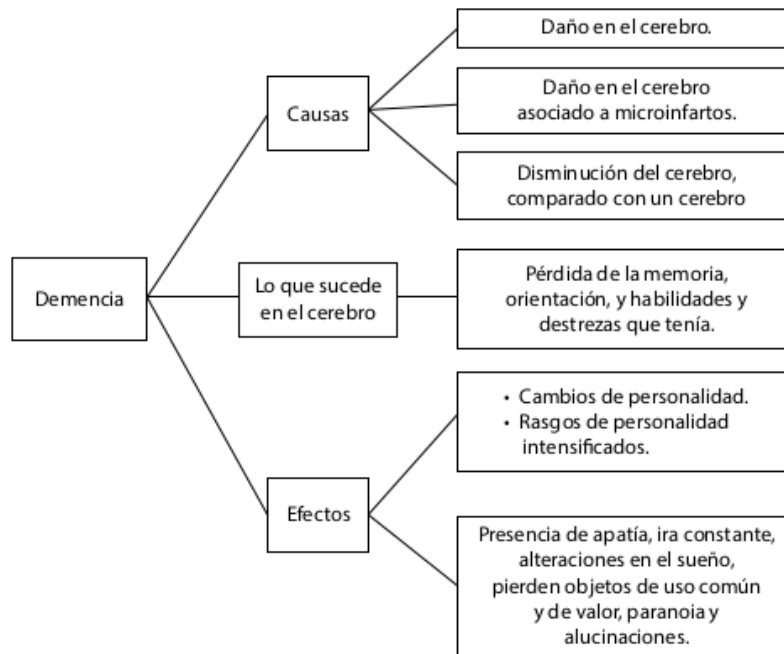 Demencia
Causas
Daño en el cerebro.
Daño en el cerebro
asociado a microinfartos.
Disminución del cerebro,
comparado con un cerebro
Lo que sucede
en el cerebro
Pérdida de la memoria,
orientación, y habilidades y
destrezas que tenía.
Efectos
• Cambios de personalidad.
• Rasgos de personalidad
intensificados.
Presencia de apatía, ira constante,
alteraciones en el sueño,
pierden objetos de uso común
y de valor, paranoia y
alucinaciones.